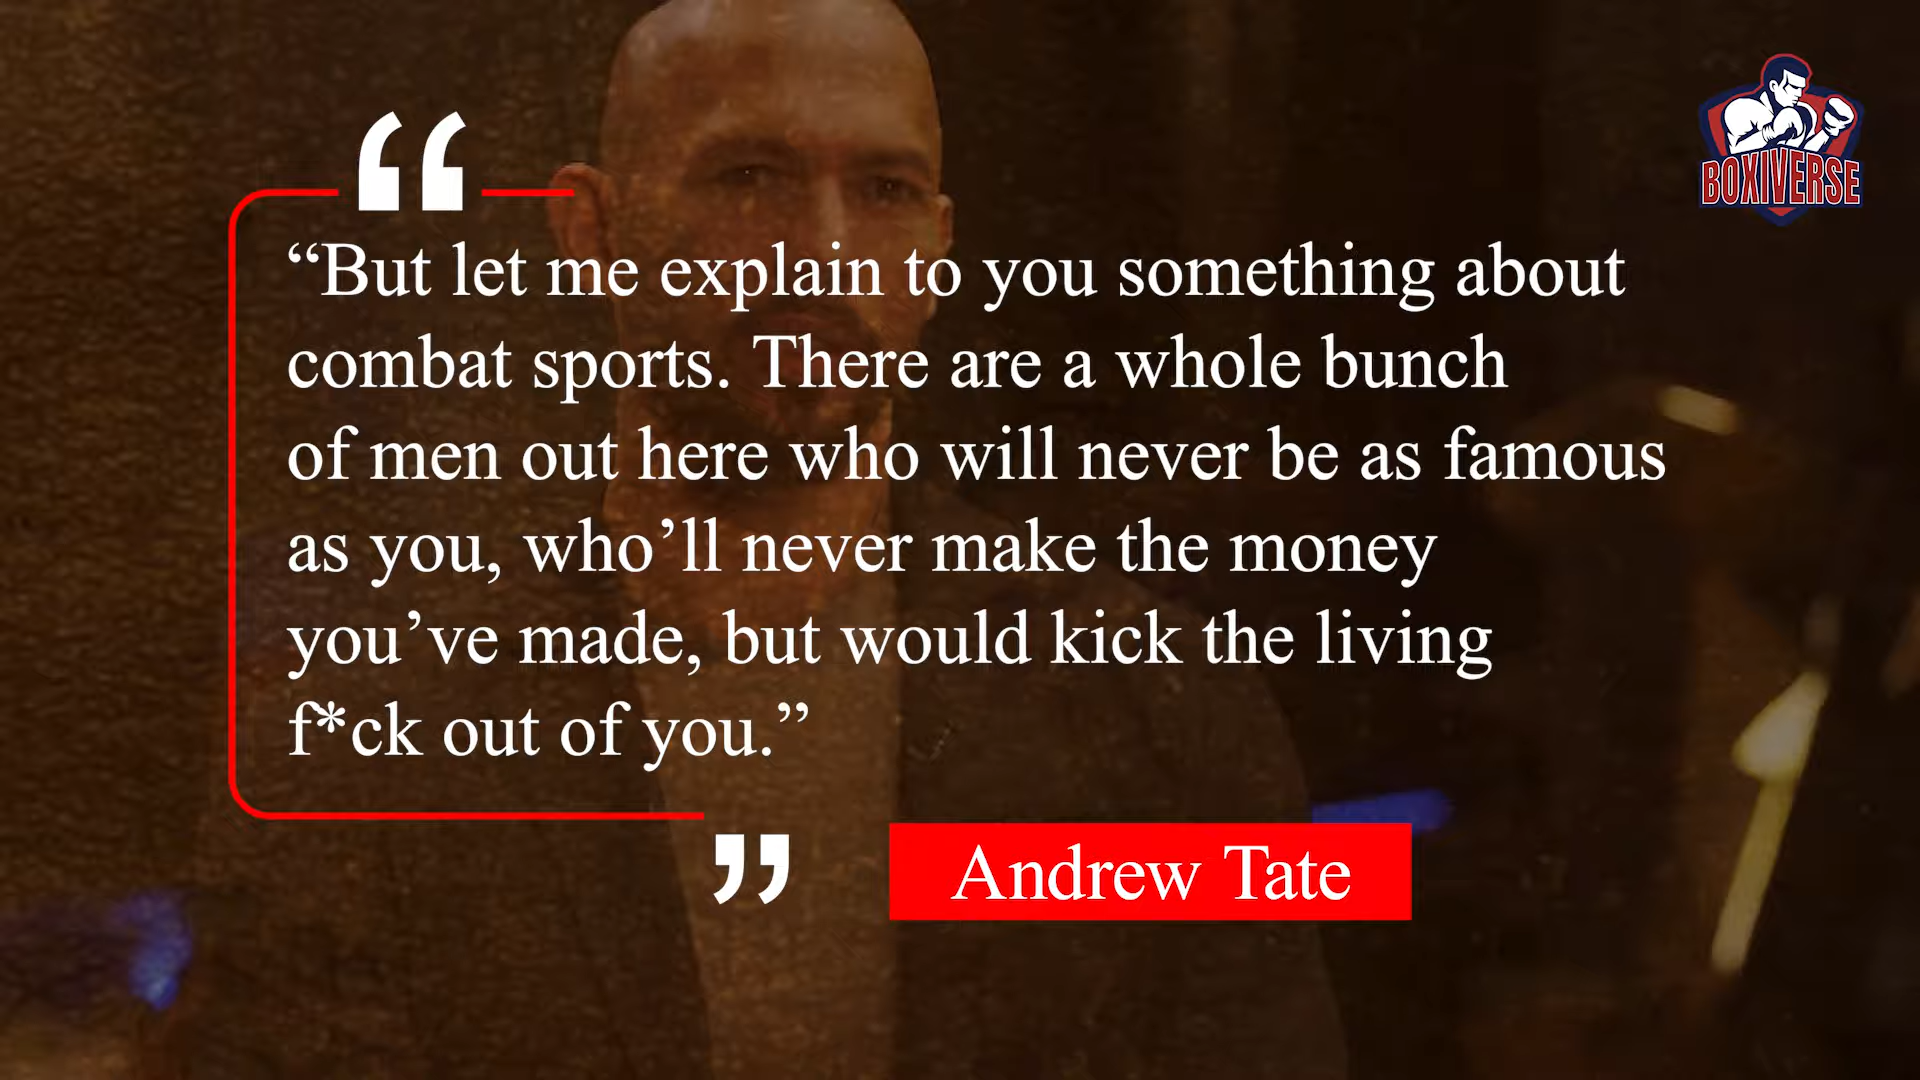 BOXIVERSE
“But let me explain to you something about
combat sports. There are a whole bunch
of men out here who will never be as famous
as you, who’ll never make the money
you’ve made, but would kick the living
f*ck out of you.”
Andrew Tate